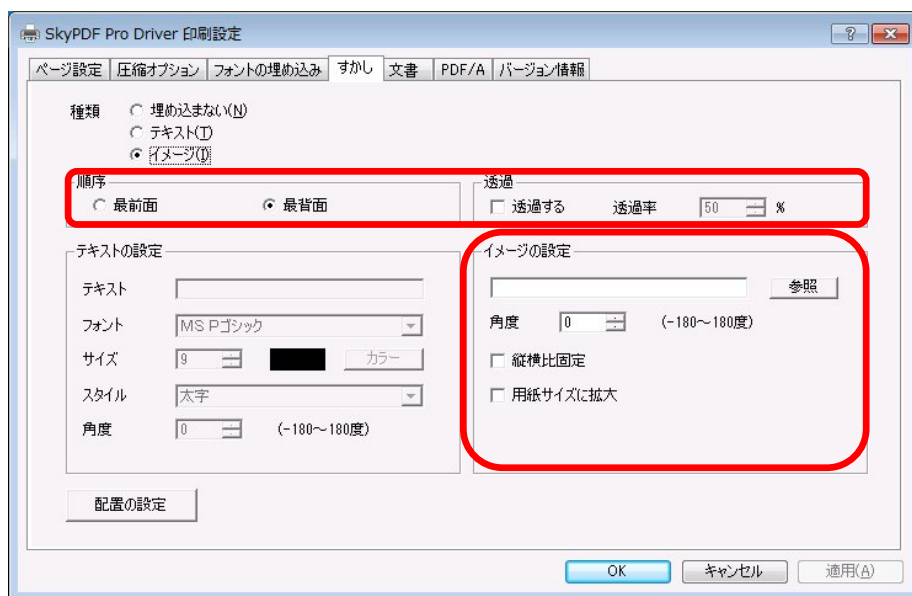 SkyPDF Pro Driver 印刷設定
ページ設定 圧縮オプション フォントの埋め込み すかし 文書 PDF/A バージョン情報
種類 埋め込まない(N)
テキスト(T)
イメージ(I)
順序 透過
最前面 最背面 透過する 透過率 50 %
テキストの設定 イメージの設定
テキスト 参照
フォント MS Pゴシック 角度 0 (-180～180度)
サイズ 9 カラー 縦横比固定
スタイル 太字 用紙サイズに拡大
角度 0 (-180～180度)
配置の設定
OK キャンセル 適用(A)